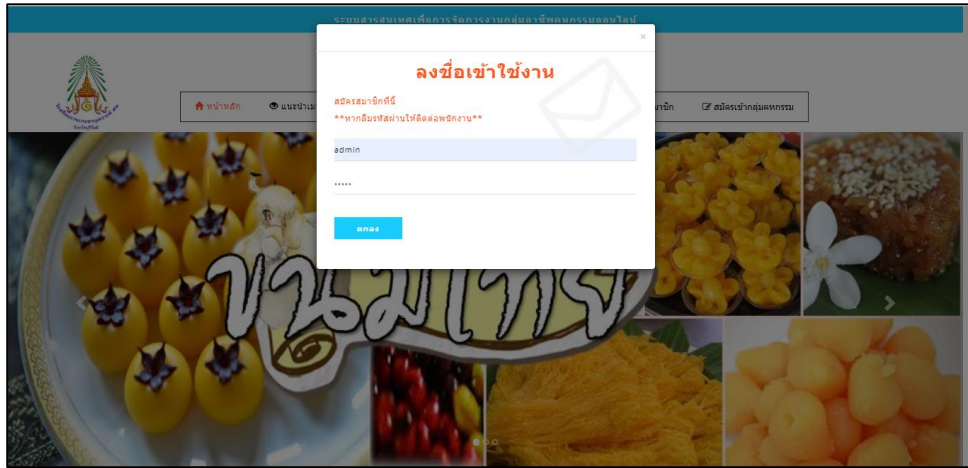 ระบบสารสนเทศเพื่อการจัดการงานกลุ่มอาชีพคหกรรมออนไลน์
×
ลงชื่อเข้าใช้งาน
สมัครสมาชิกที่นี่
**หากลืมรหัสผ่านให้ติดต่อพนักงาน**
admin
•••••
ตกลง
หน้าหลัก
สมัครเข้ากลุ่มคหกรรม
ขนมไทย